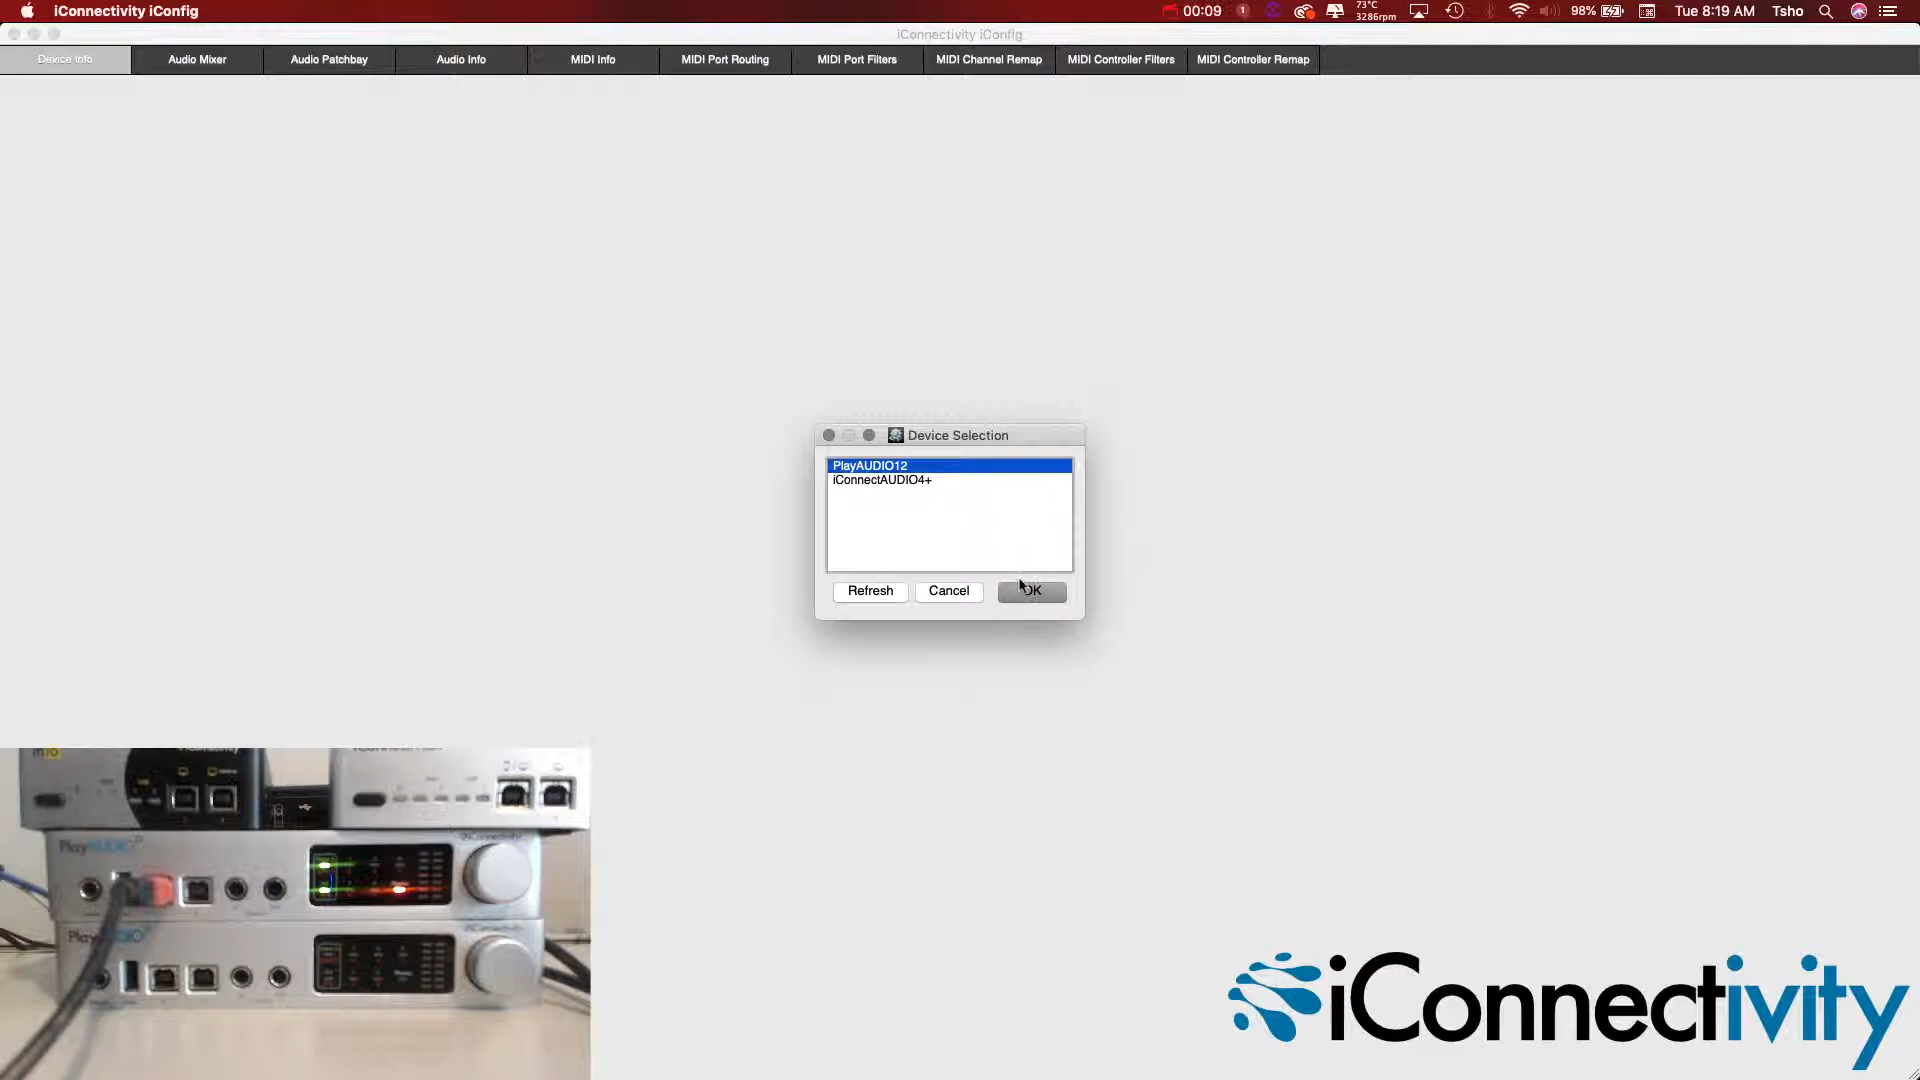 iConnectivity iConfig
00:09
1
73°C
3286rpm
98%
Tue 8:19 AM
Tsho
iConnectivity iConfig
Device Info
Audio Mixer
Audio Patchbay
Audio Info
MIDI Info
MIDI Port Routing
MIDI Port Filters
MIDI Channel Remap
MIDI Controller Filters
MIDI Controller Remap
Device Selection
PlayAUDIO12
iConnectAUDIO4+
Refresh
Cancel
OK
iConnectivity